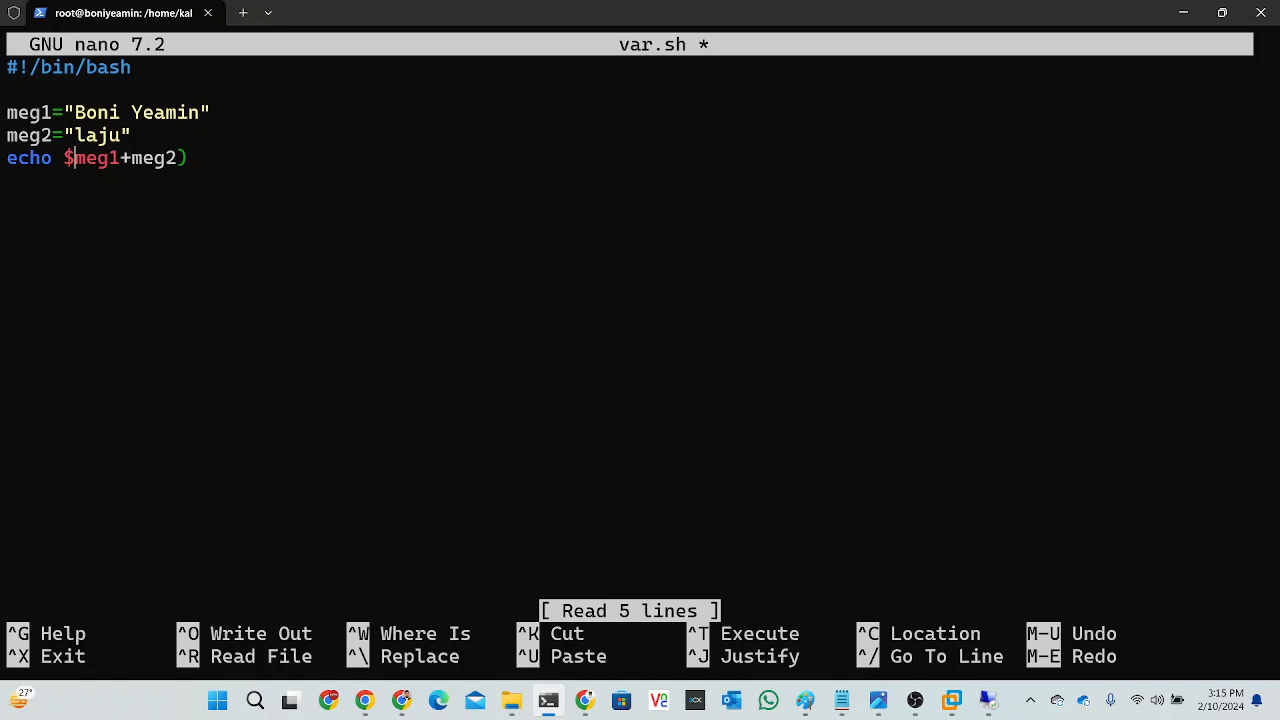 root@boniyeamin: /home/kal
GNU nano 7.2 var.sh *
#!/bin/bash
meg1="Boni Yeamin"
meg2="laju"
echo $meg1+meg2)
[ Read 5 lines ]
^G Help ^O Write Out ^W Where Is ^K Cut ^T Execute ^C Location M-U Undo
^X Exit ^R Read File ^\ Replace ^U Paste ^J Justify ^/ Go To Line M-E Redo
27°
3:15 PM
2/10/2024